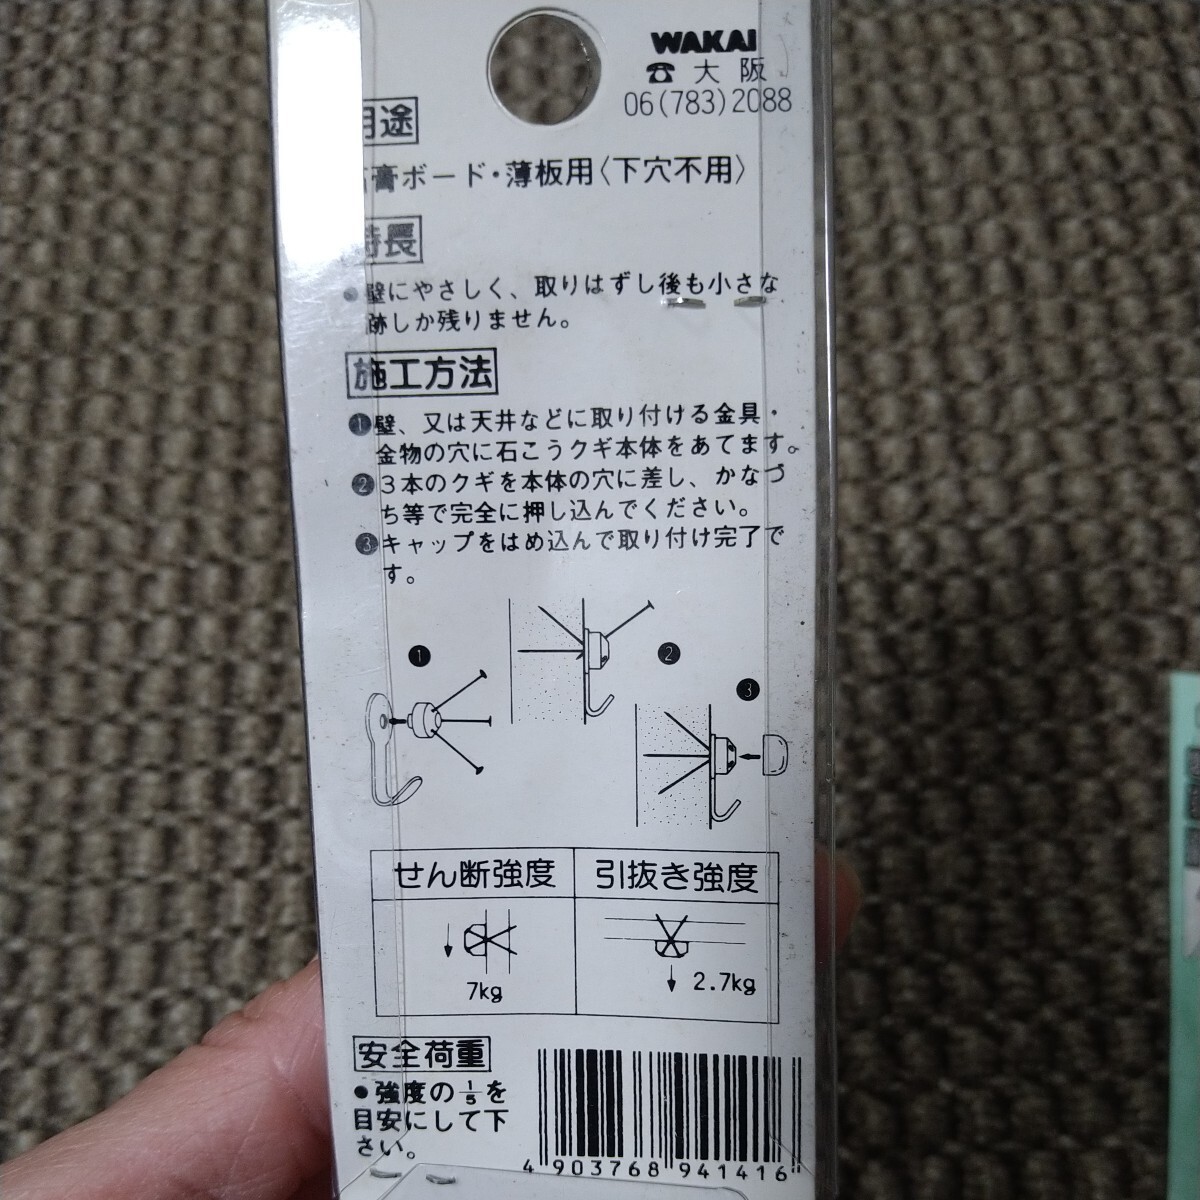 WAKAI
☎大阪
06(783)2088
用途
石膏ボード・薄板用〈下穴不用〉
特長
●壁にやさしく、取りはずし後も小さな
跡しか残りません。
施工方法
❶壁、又は天井などに取り付ける金具・
金物の穴に石こうクギ本体をあてます。
❷3本のクギを本体の穴に差し、かなづ
ち等で完全に押し込んでください。
❸キャップをはめ込んで取り付け完了で
す。
❶
❷
❸
せん断強度
引抜き強度
7kg
2.7kg
安全荷重
●強度の1/5を
目安にして下
さい。
4 903768 941416